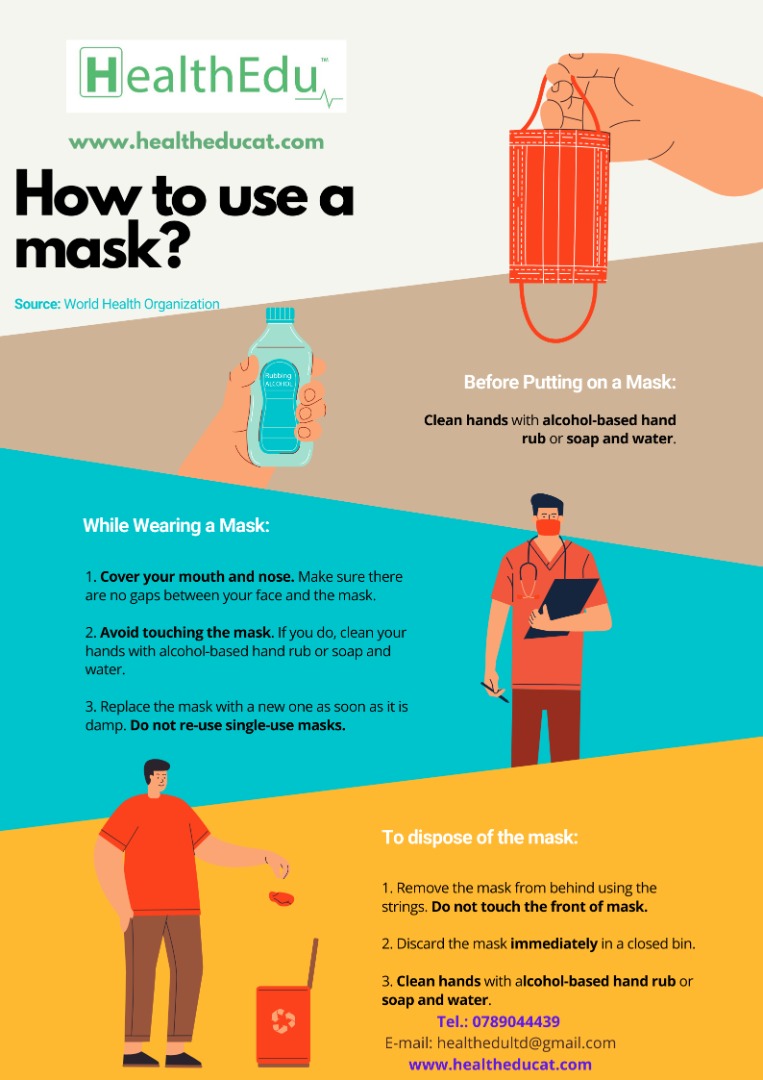 HealthEdu™
www.healtheducat.com
How to use a
mask?
Source: World Health Organization
Rubbing
ALCOHOL
Before Putting on a Mask:
Clean hands with alcohol-based hand
rub or soap and water.
While Wearing a Mask:
1. Cover your mouth and nose. Make sure there
are no gaps between your face and the mask.
2. Avoid touching the mask. If you do, clean your
hands with alcohol-based hand rub or soap and
water.
3. Replace the mask with a new one as soon as it is
damp. Do not re-use single-use masks.
To dispose of the mask:
1. Remove the mask from behind using the
strings. Do not touch the front of mask.
2. Discard the mask immediately in a closed bin.
3. Clean hands with alcohol-based hand rub or
soap and water.
Tel.: 0789044439
E-mail: healthedultd@gmail.com
www.healtheducat.com